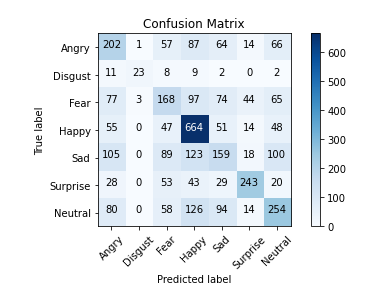 Confusion Matrix
Angry 202 1 57 87 64 14 66
Disgust 11 23 8 9 2 0 2
Fear 77 3 168 97 74 44 65
Happy 55 0 47 664 51 14 48
Sad 105 0 89 123 159 18 100
Surprise 28 0 53 43 29 243 20
Neutral 80 0 58 126 94 14 254
True label
Angry Disgust Fear Happy Sad Surprise Neutral
Predicted label
600
500
400
300
200
100
0